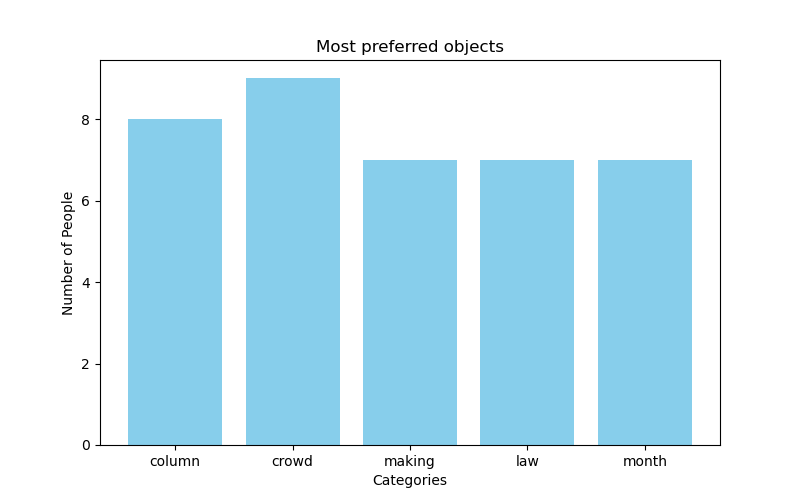 Most preferred objects
Number of People
8
6
4
2
0
column crowd making law month
Categories